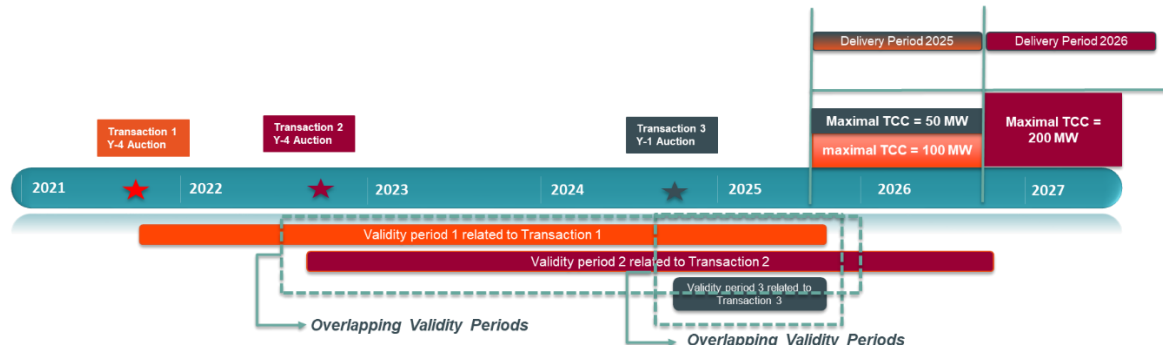 Delivery Period 2025
Delivery Period 2026
Transaction 1
Y-4 Auction
Transaction 2
Y-4 Auction
Transaction 3
Y-1 Auction
Maximal TCC = 50 MW
maximal TCC = 100 MW
Maximal TCC =
200 MW
2021
2022
2023
2024
2025
2026
2027
Validity period 1 related to Transaction 1
Validity period 2 related to Transaction 2
Validity period 3 related to
Transaction 3
Overlapping Validity Periods
Overlapping Validity Periods